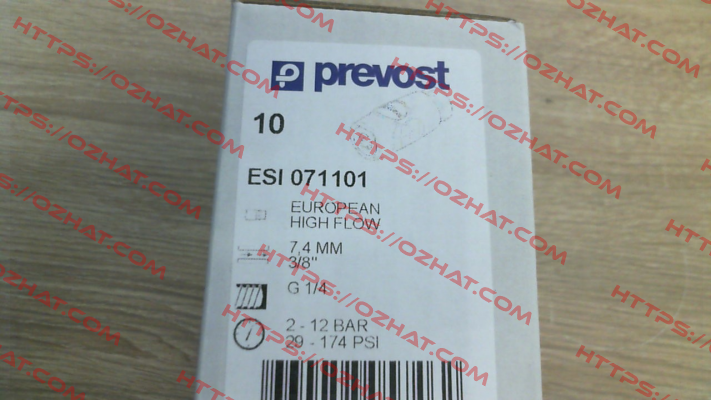 prevost
10
ESI 071101
EUROPEAN
HIGH FLOW
7,4 MM
3/8"
G 1/4
2 - 12 BAR
29 - 174 PSI
HTTPS://OZHAT.COM